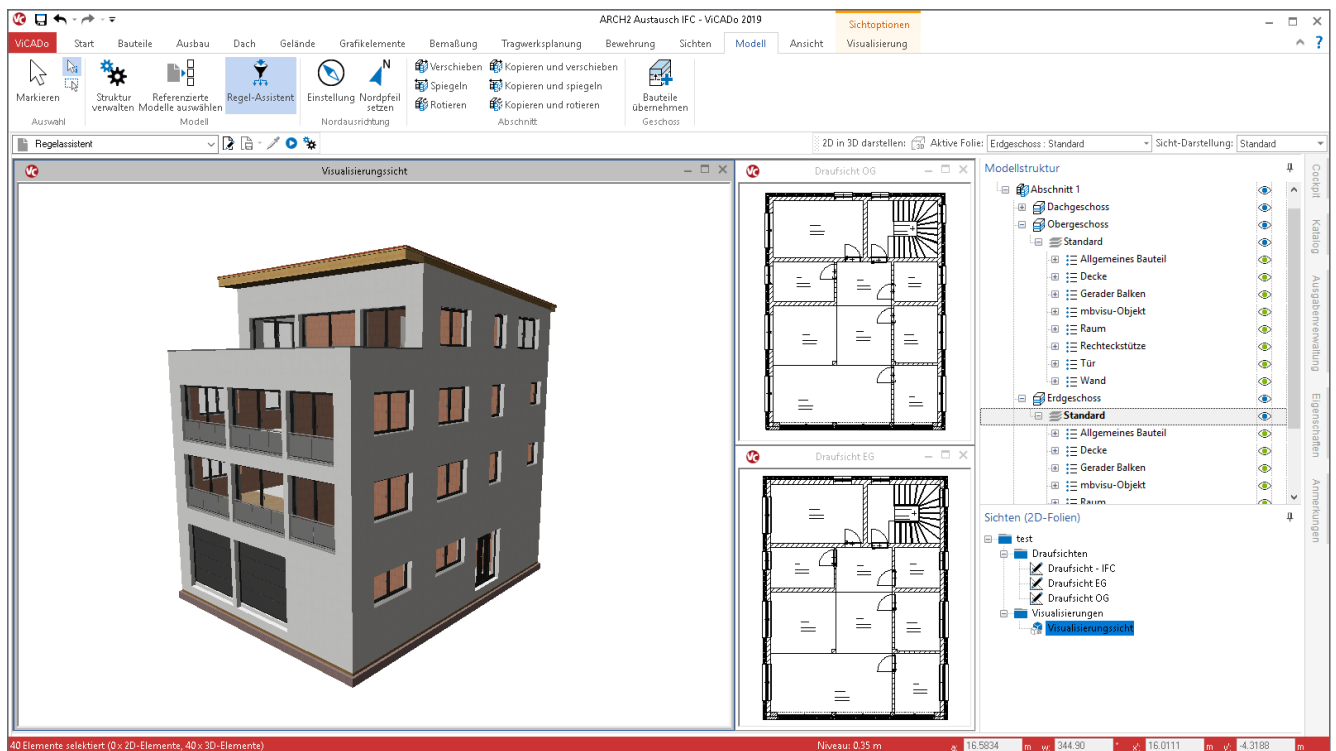 ARCH2 Austausch IFC - ViCADo 2019
Sichtoptionen
ViCADo Start Bauteile Ausbau Dach Gelände Grafikelemente Bemaßung Tragwerksplanung Bewehrung Sichten Modell Ansicht Visualisierung
Markieren
Auswahl
Struktur verwalten
Referenzierte Modelle auswählen
Regel-Assistent
Modell
Einstellung
Nordpfeil setzen
Nordausrichtung
Verschieben Kopieren und verschieben
Spiegeln Kopieren und spiegeln
Rotieren Kopieren und rotieren
Abschnitt
Bauteile übernehmen
Geschoss
Regelassistent
2D in 3D darstellen: Aktive Folie: Erdgeschoss : Standard Sicht-Darstellung: Standard
Visualisierungssicht
Draufsicht OG
Draufsicht EG
Modellstruktur
Abschnitt 1
Dachgeschoss
Obergeschoss
Standard
Allgemeines Bauteil
Decke
Gerader Balken
mbvisu-Objekt
Raum
Rechteckstütze
Tür
Wand
Erdgeschoss
Standard
Allgemeines Bauteil
Decke
Gerader Balken
mbvisu-Objekt
Raum
Sichten (2D-Folien)
test
Draufsichten
Draufsicht - IFC
Draufsicht EG
Draufsicht OG
Visualisierungen
Visualisierungssicht
Cockpit
Katalog
Ausgabenverwaltung
Eigenschaften
Anmerkungen
40 Elemente selektiert (0 x 2D-Elemente, 40 x 3D-Elemente)
Niveau: 0.35 m a: 16.5834 m w: 344.90 ° x': 16.0111 m y': -4.3188 m